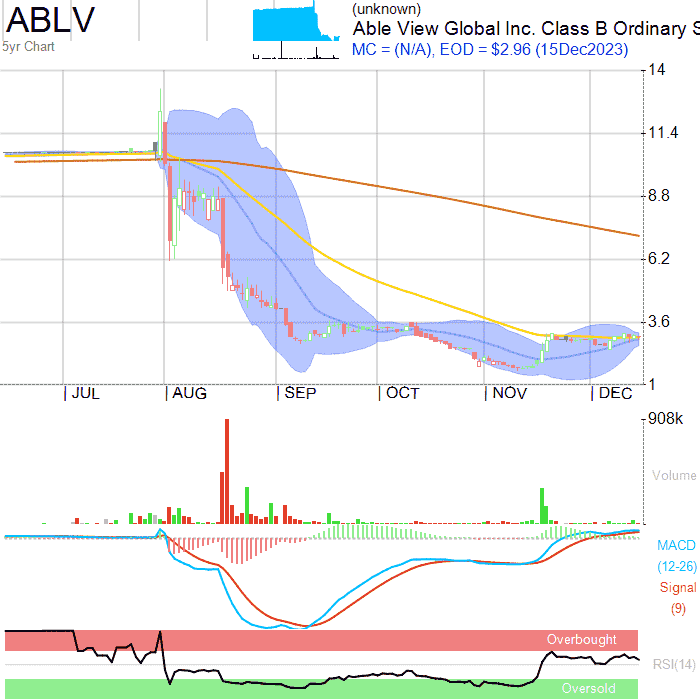 ABLV
5yr Chart
(unknown)
Able View Global Inc. Class B Ordinary S
MC = (N/A), EOD = $2.96 (15Dec2023)
14
11.4
8.8
6.2
3.6
1
JUL
AUG
SEP
OCT
NOV
DEC
908k
Volume
MACD
(12-26)
Signal
(9)
Overbought
RSI(14)
Oversold